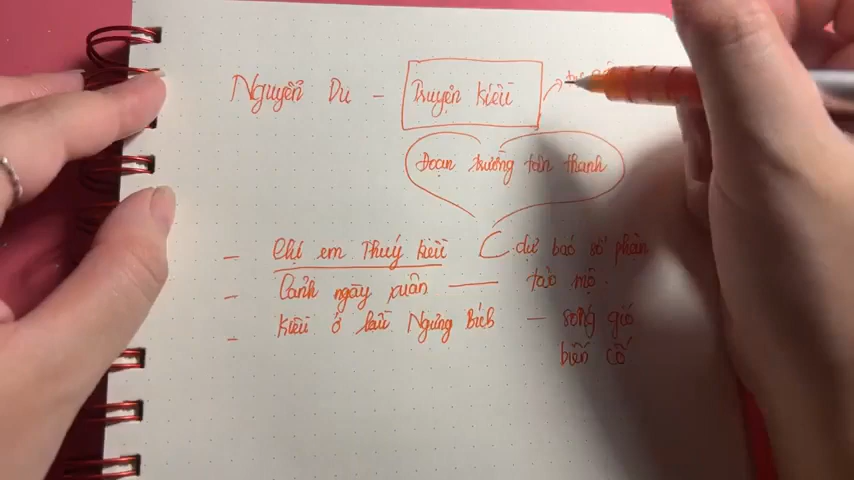 Nguyễn Du - Truyện Kiều
Đoạn trường tân thanh
- Chị em Thuý Kiều dự báo số phận
- Cảnh ngày xuân — tảo mộ.
- Kiều ở lầu Ngưng Bích - sóng gió
biến cố